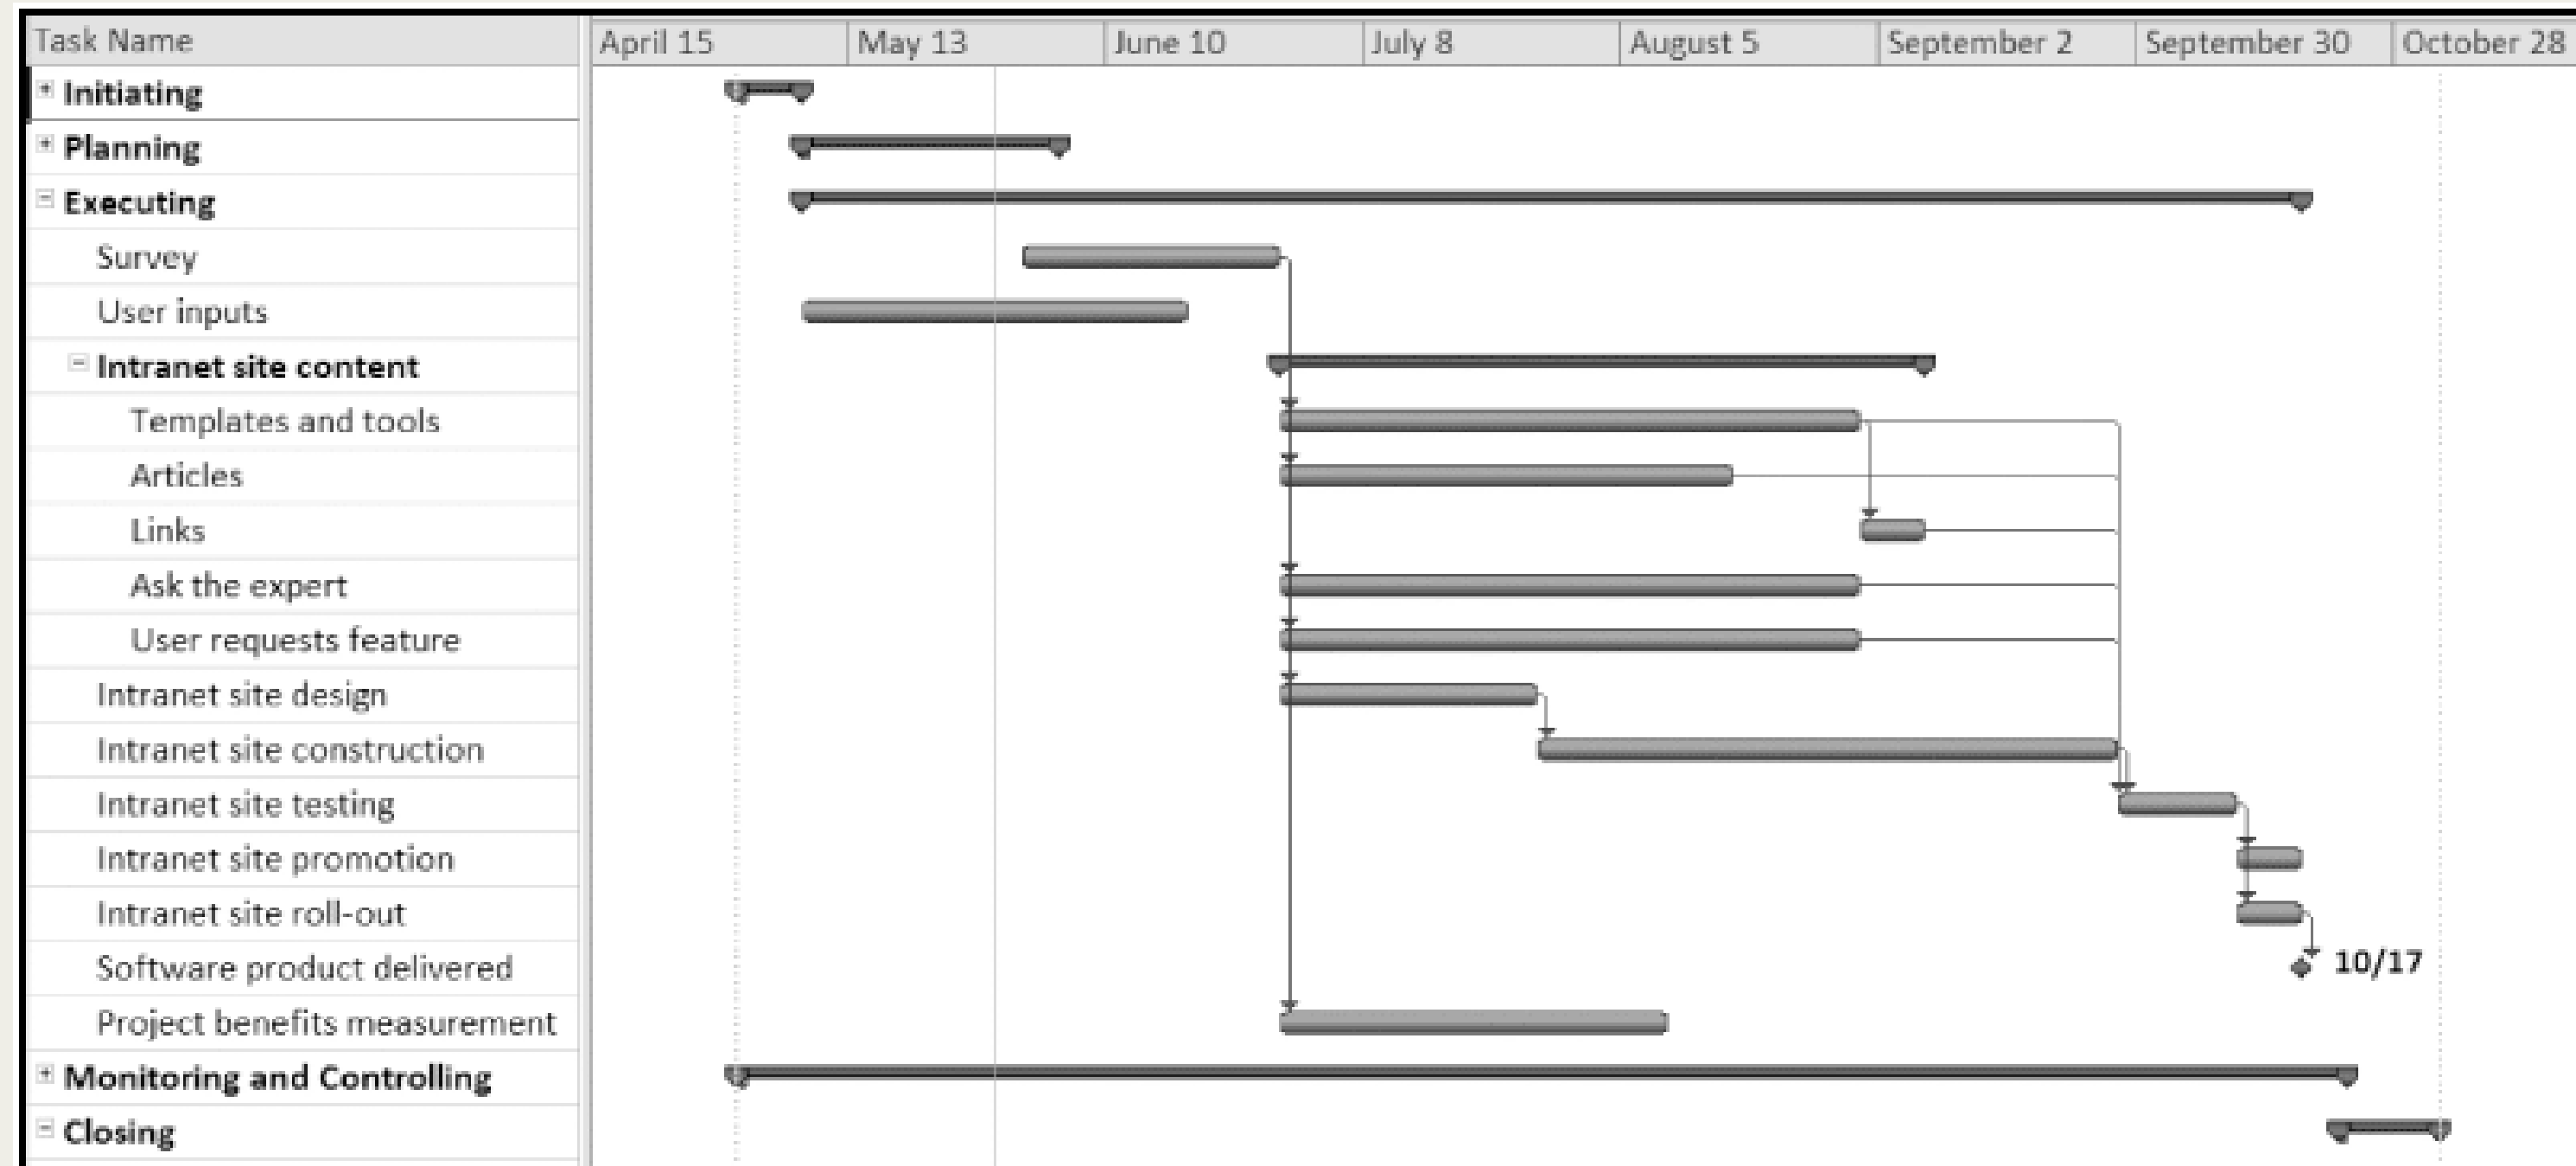 Task Name April 15 May 13 June 10 July 8 August 5 September 2 September 30 October 28
Initiating
Planning
Executing
Survey
User inputs
Intranet site content
Templates and tools
Articles
Links
Ask the expert
User requests feature
Intranet site design
Intranet site construction
Intranet site testing
Intranet site promotion
Intranet site roll-out
Software product delivered 10/17
Project benefits measurement
Monitoring and Controlling
Closing